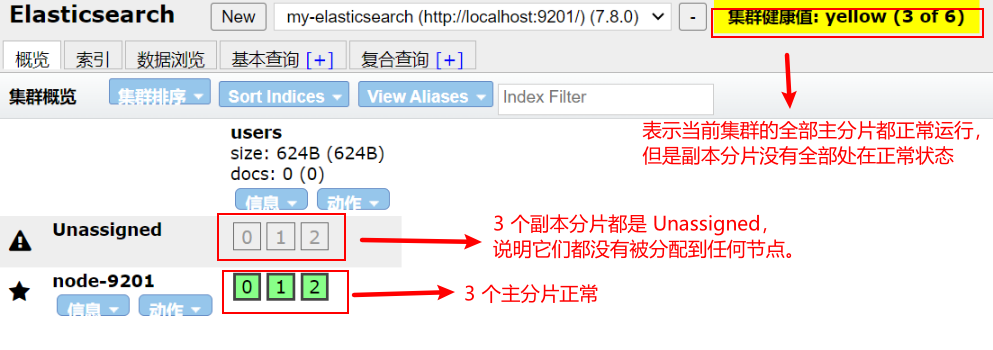 Elasticsearch New my-elasticsearch (http://localhost:9201/) (7.8.0) - 集群健康值: yellow (3 of 6)
概览 索引 数据浏览 基本查询 [+] 复合查询 [+]
集群概览 集群排序 Sort Indices View Aliases Index Filter
表示当前集群的全部主分片都正常运行，
但是副本分片没有全部处在正常状态
users
size: 624B (624B)
docs: 0 (0)
信息 动作
Unassigned 0 1 2
3 个副本分片都是 Unassigned，
说明它们都没有被分配到任何节点。
node-9201 0 1 2
3 个主分片正常
信息 动作